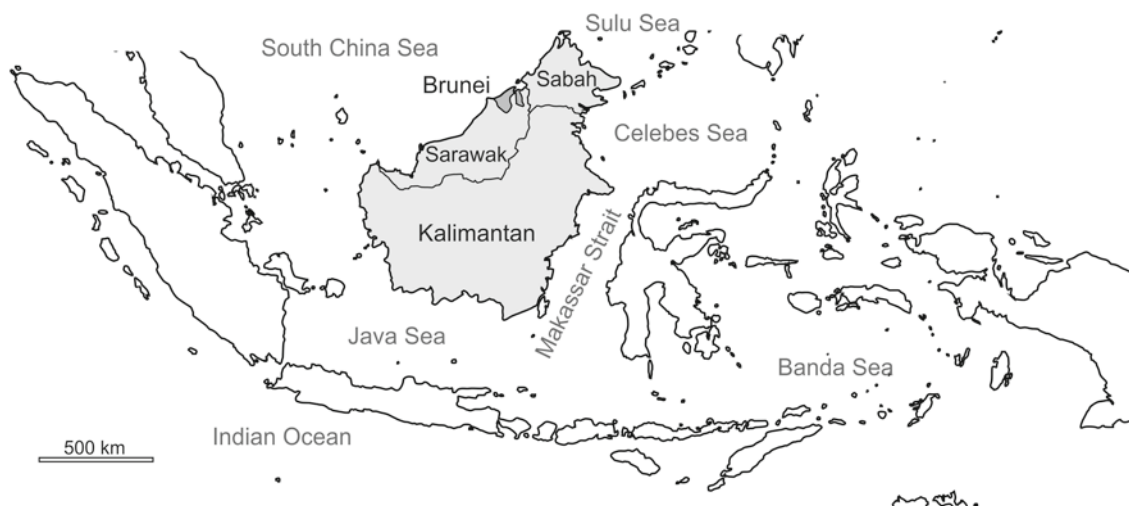 Sulu Sea
South China Sea
Brunei
Sabah
Celebes Sea
Sarawak
Kalimantan
Makassar Strait
Java Sea
Banda Sea
Indian Ocean
500 km